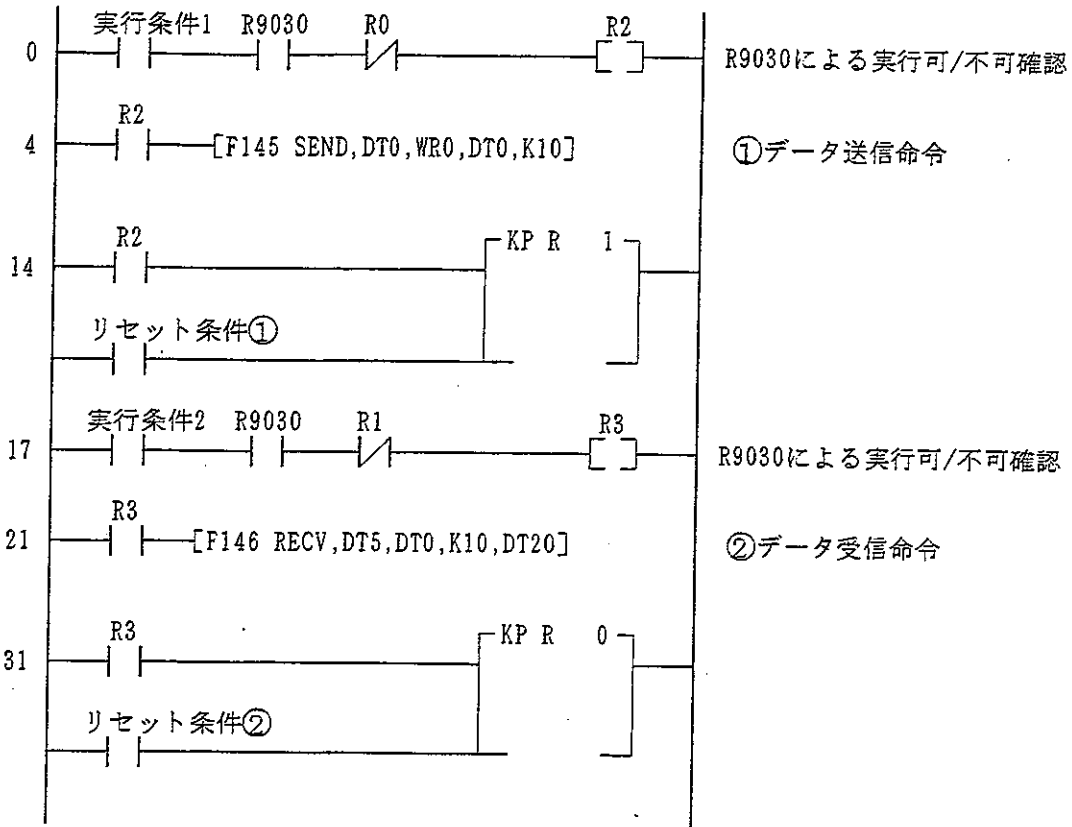 実行条件1 R9030 R0 R2
0 R9030による実行可/不可確認
R2
4 [F145 SEND,DT0,WR0,DT0,K10] ①データ送信命令
R2 KP R 1
14
リセット条件①
実行条件2 R9030 R1 R3
17 R9030による実行可/不可確認
R3
21 [F146 RECV,DT5,DT0,K10,DT20] ②データ受信命令
R3 KP R 0
31
リセット条件②